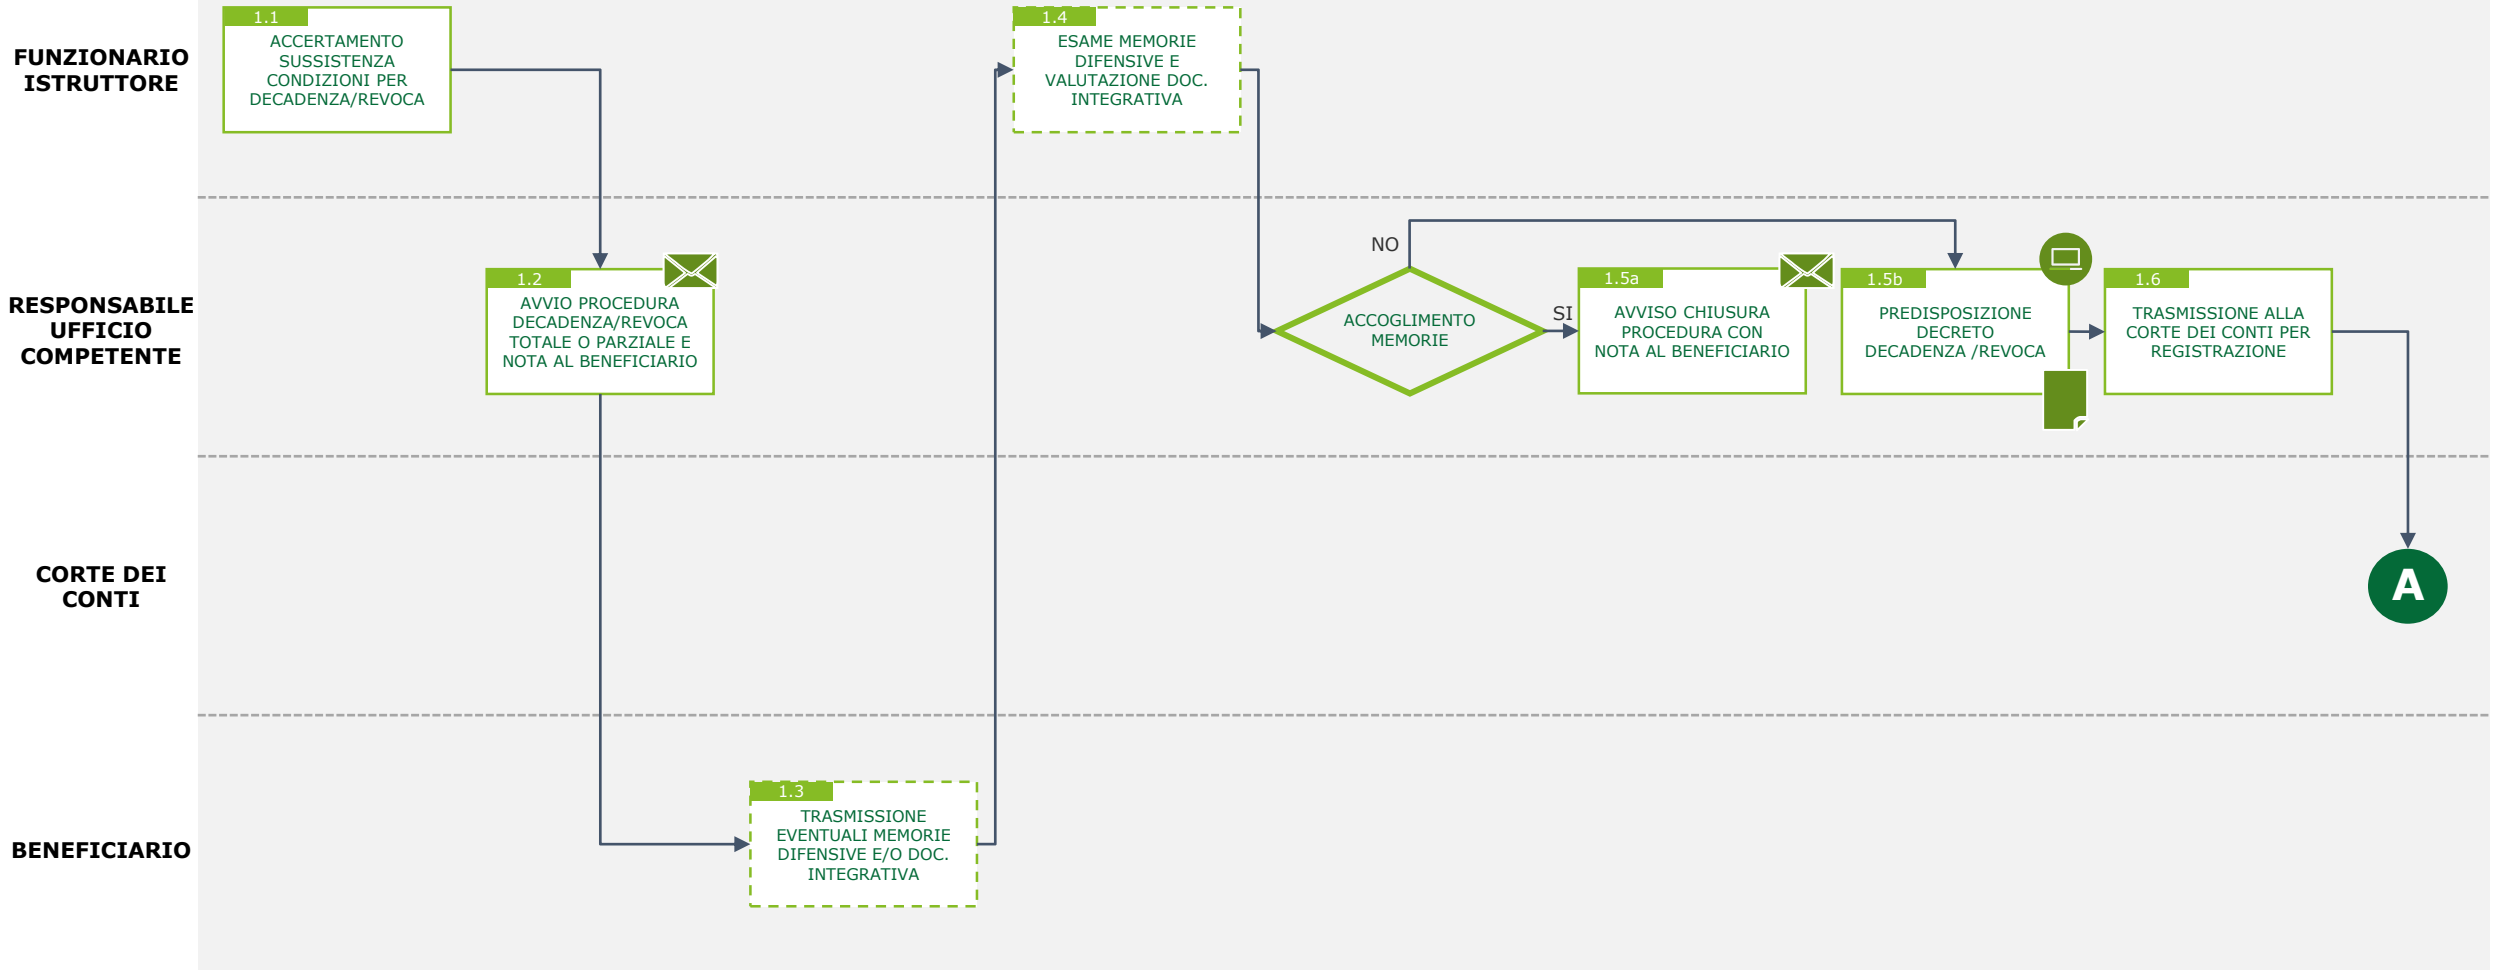 FUNZIONARIO
ISTRUTTORE
1.1
ACCERTAMENTO
SUSSISTENZA
CONDIZIONI PER
DECADENZA/REVOCA
1.4
ESAME MEMORIE
DIFENSIVE E
VALUTAZIONE DOC.
INTEGRATIVA
RESPONSABILE
UFFICIO
COMPETENTE
1.2
AVVIO PROCEDURA
DECADENZA/REVOCA
TOTALE O PARZIALE E
NOTA AL BENEFICIARIO
NO
ACCOGLIMENTO
MEMORIE
SI
1.5a
AVVISO CHIUSURA
PROCEDURA CON
NOTA AL BENEFICIARIO
1.5b
PREDISPOSIZIONE
DECRETO
DECADENZA /REVOCA
1.6
TRASMISSIONE ALLA
CORTE DEI CONTI PER
REGISTRAZIONE
CORTE DEI
CONTI
A
BENEFICIARIO
1.3
TRASMISSIONE
EVENTUALI MEMORIE
DIFENSIVE E/O DOC.
INTEGRATIVA